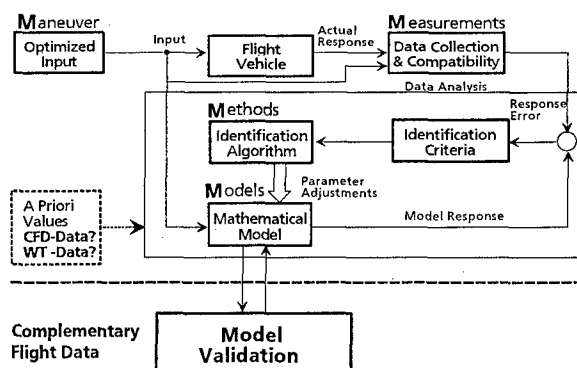 Maneuver
Optimized
Input
Input
Flight
Vehicle
Actual
Response
Measurements
Data Collection
& Compatibility
Data Analysis
Response
Error
Methods
Identification
Algorithm
Identification
Criteria
Parameter
Adjustments
Models
Mathematical
Model
Model Response
A Priori
Values
CFD-Data?
WT -Data?
Complementary
Flight Data
Model
Validation